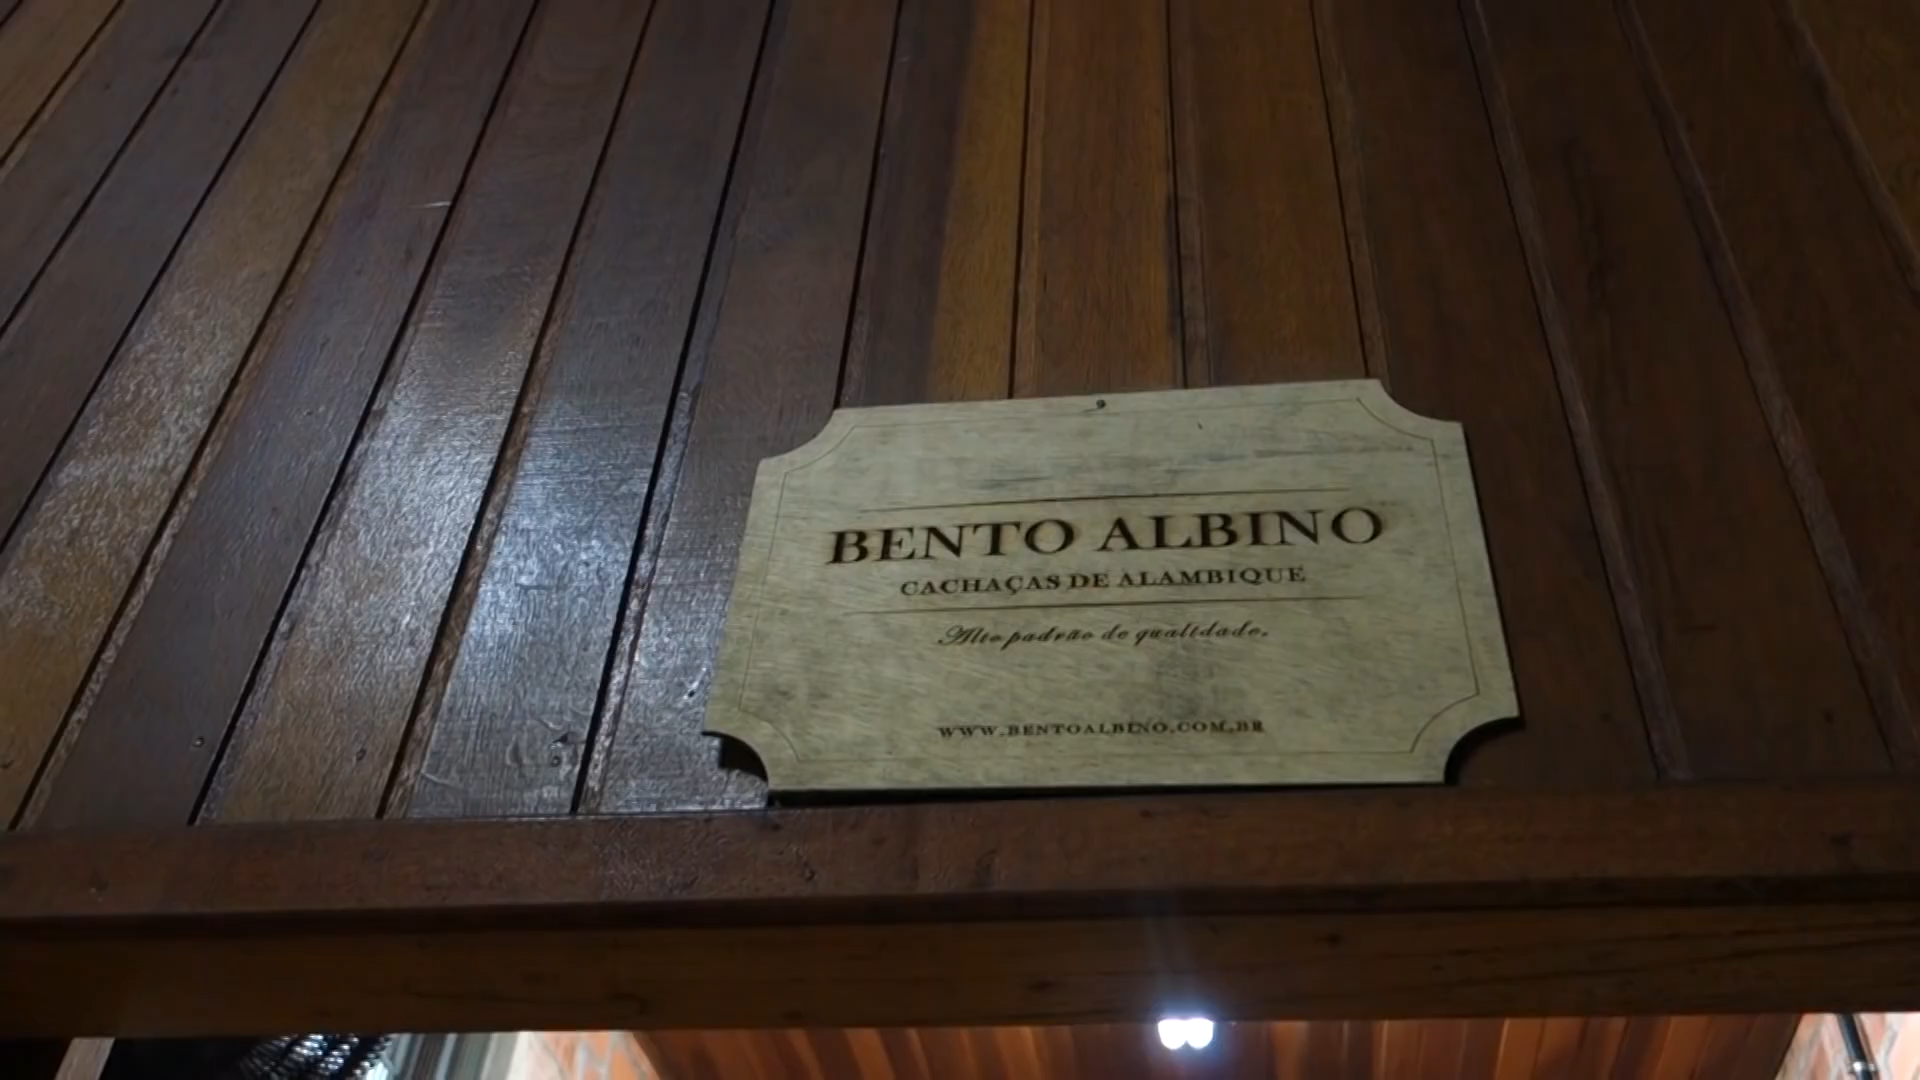 BENTO ALBINO
CACHAÇAS DE ALAMBIQUE
Alto padrão de qualidade.
WWW.BENTOALBINO.COM.BR